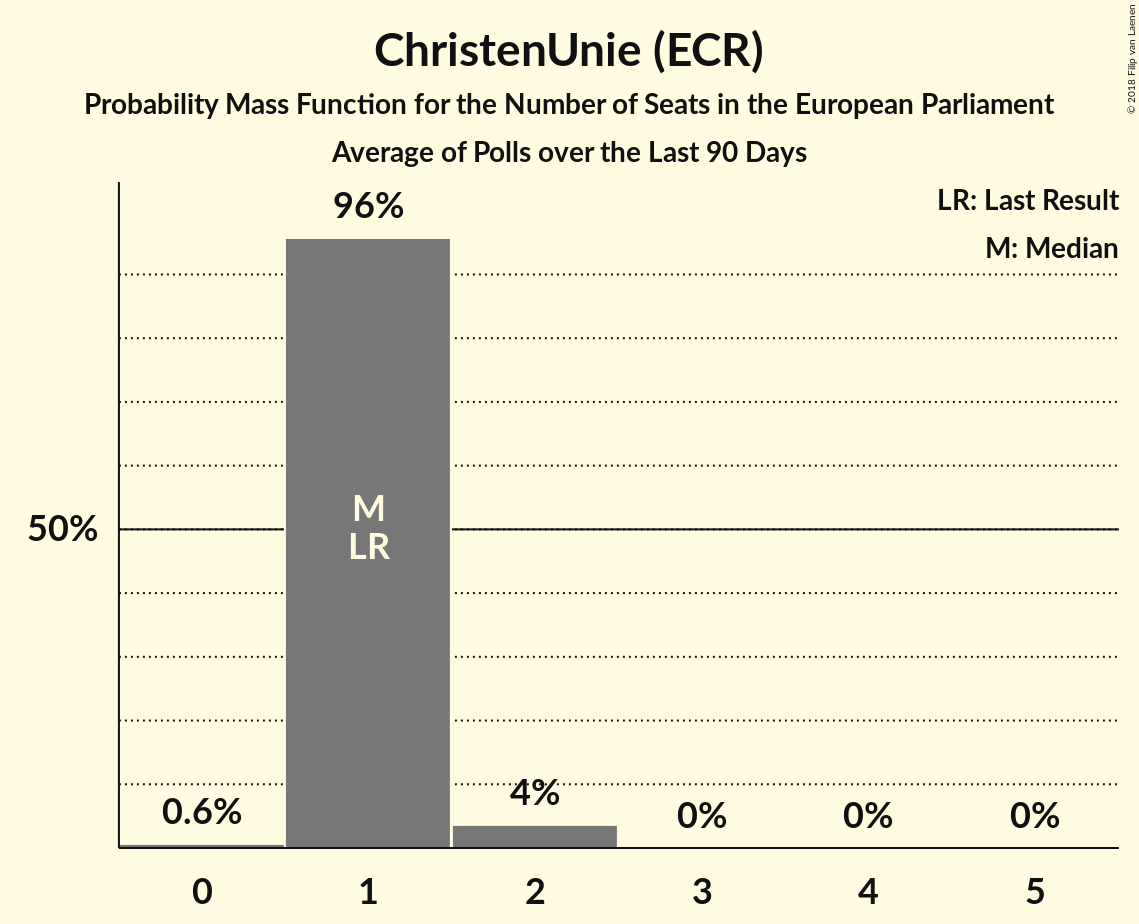 ChristenUnie (ECR)
Probability Mass Function for the Number of Seats in the European Parliament
Average of Polls over the Last 90 Days
© 2018 Filip van Laenen
LR: Last Result
M: Median
96%
50%
M
LR
0.6%
4%
0%
0%
0%
0
1
2
3
4
5